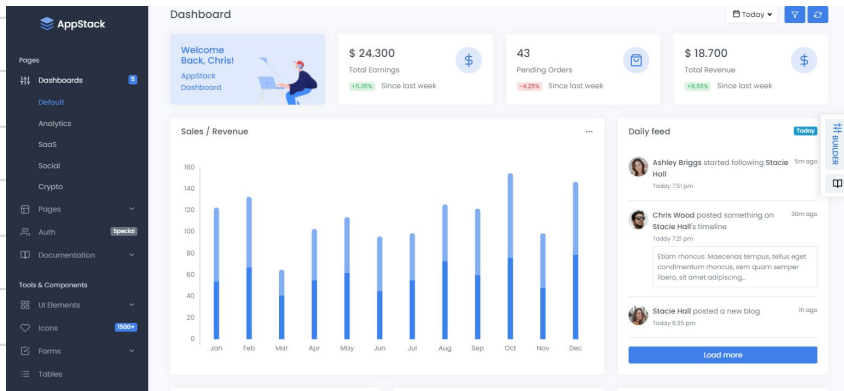 AppStack
Pages
Dashboards 5
Default
Analytics
SaaS
Social
Crypto
Pages
Auth Special
Documentation
Tools & Components
UI Elements
Icons 1500+
Forms
Tables
Dashboard
Today
Welcome
Back, Chris!
AppStack
Dashboard
$ 24.300
Total Earnings
+5.35% Since last week
$
43
Pending Orders
-4.25% Since last week
$ 18.700
Total Revenue
+8.65% Since last week
$
Sales / Revenue
...
160
140
120
100
80
60
40
20
0
Jan Feb Mar Apr May Jun Jul Aug Sep Oct Nov Dec
Daily feed Today
Ashley Briggs started following Stacie 5m ago
Hall
Today 7:51 pm
Chris Wood posted something on 30m ago
Stacie Hall's timeline
Today 7:21 pm
Etiam rhoncus. Maecenas tempus, tellus eget
condimentum rhoncus, sem quam semper
libero, sit amet adipiscing...
Stacie Hall posted a new blog 1h ago
Today 6:35 pm
Load more
BUILDER